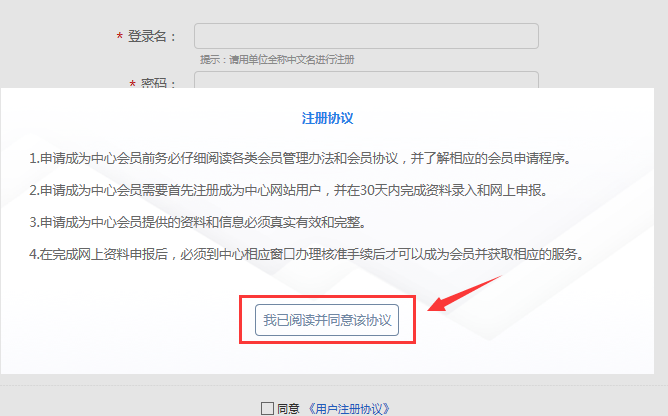 * 登录名：
提示：请用单位全称中文名进行注册
* 密码：
注册协议
1.申请成为中心会员前务必仔细阅读各类会员管理办法和会员协议，并了解相应的会员申请程序。
2.申请成为中心会员需要首先注册成为中心网站用户，并在30天内完成资料录入和网上申报。
3.申请成为中心会员提供的资料和信息必须真实有效和完整。
4.在完成网上资料申报后，必须到中心相应窗口办理核准手续后才可以成为会员并获取相应的服务。
我已阅读并同意该协议
同意 《用户注册协议》